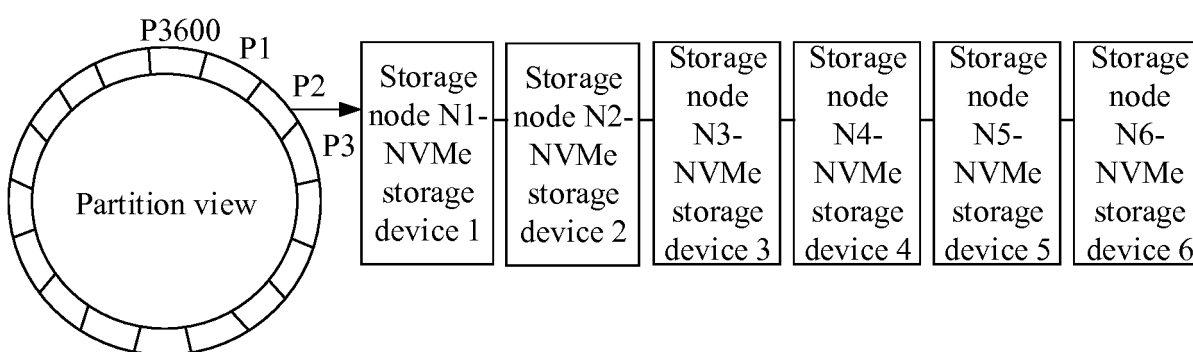 P3600
P1
P2
P3
Partition view
Storage
node N1-
NVMe
storage
device 1
Storage
node N2-
NVMe
storage
device 2
Storage
node
N3-
NVMe
storage
device 3
Storage
node
N4-
NVMe
storage
device 4
Storage
node
N5-
NVMe
storage
device 5
Storage
node
N6-
NVMe
storage
device 6